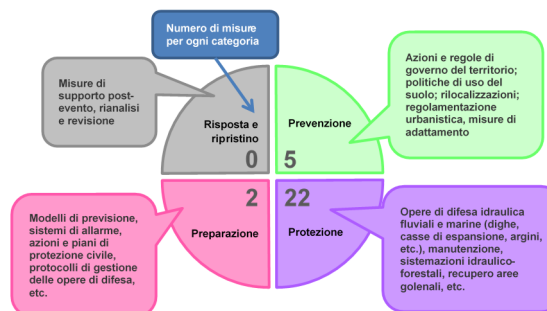 Numero di misure
per ogni categoria
Misure di
supporto post-
evento, rianalisi
e revisione
Risposta e
ripristino
0
Prevenzione
5
Azioni e regole di
governo del territorio;
politiche di uso del
suolo; rilocalizzazioni;
regolamentazione
urbanistica, misure di
adattamento
Modelli di previsione,
sistemi di allarme,
azioni e piani di
protezione civile,
protocolli di gestione
delle opere di difesa,
etc.
2
Preparazione
22
Protezione
Opere di difesa idraulica
fluviali e marine (dighe,
casse di espansione, argini,
etc.), manutenzione,
sistemazioni idraulico-
forestali, recupero aree
golenali, etc.